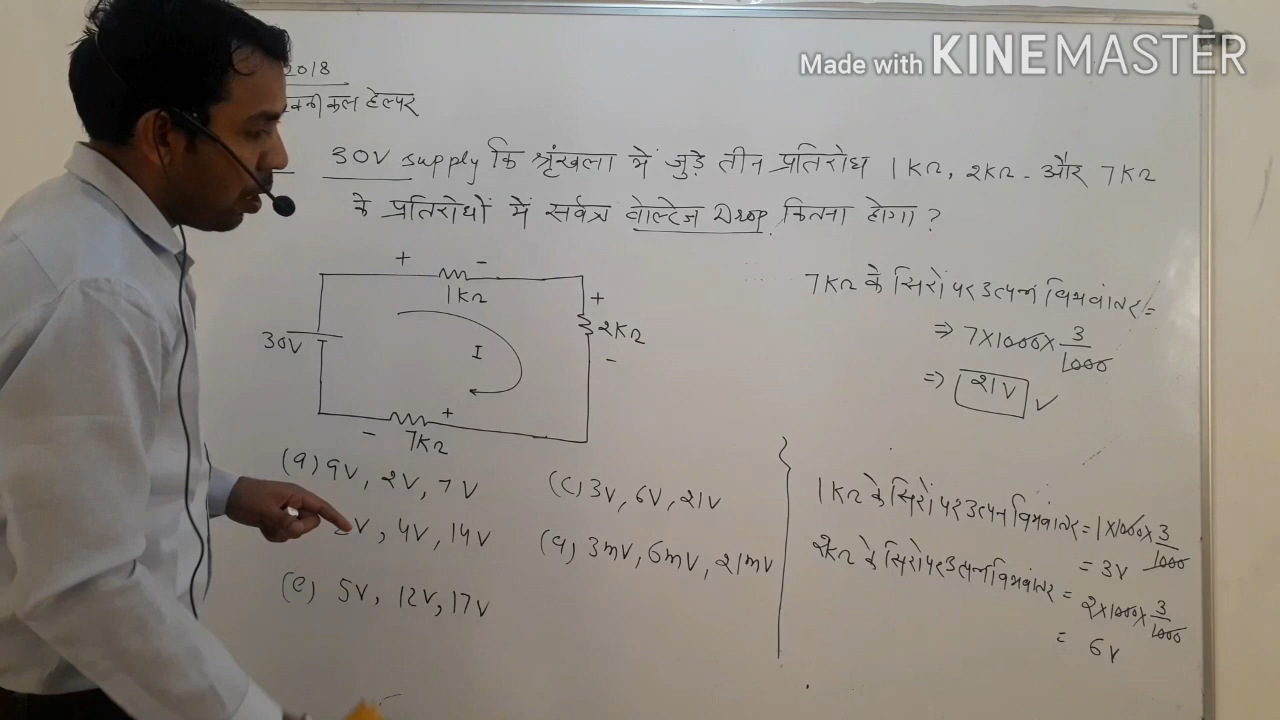 Made with KINEMASTER
2018
हेल्पर
30V supply कि श्रृंखला में जुड़े तीन प्रतिरोध 1KΩ, 2KΩ. और 7KΩ
के प्रतिरोधों में सर्वत्र वोल्टेज Drop कितना होगा ?
+ -
1KΩ
+
2KΩ
-
30V
I
+
- 7KΩ
7KΩ के सिरों पर उत्पन्न विभवांतर =
⇒ 7×1000×3/1000
⇒ 21V ✓
(a) 9V, 2V, 7V
(c) 3V, 6V, 21V
V, 4V, 14V
(d) 3mV, 6mV, 21mV
(e) 5V, 12V, 17V
1KΩ के सिरों पर उत्पन्न विभवांतर = 1×1000×3/1000
= 3V
2KΩ के सिरों पर उत्पन्न विभवांतर = 2×1000×3/1000
= 6V